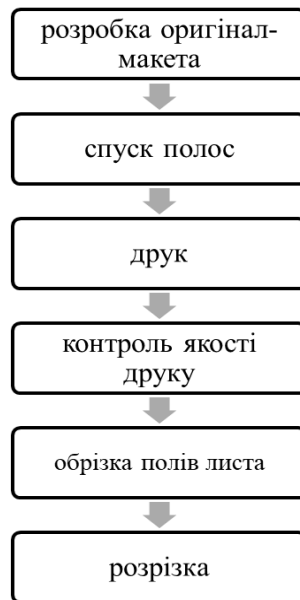 розробка оригінал-
макета
спуск полос
друк
контроль якості
друку
обрізка полів листа
розрізка